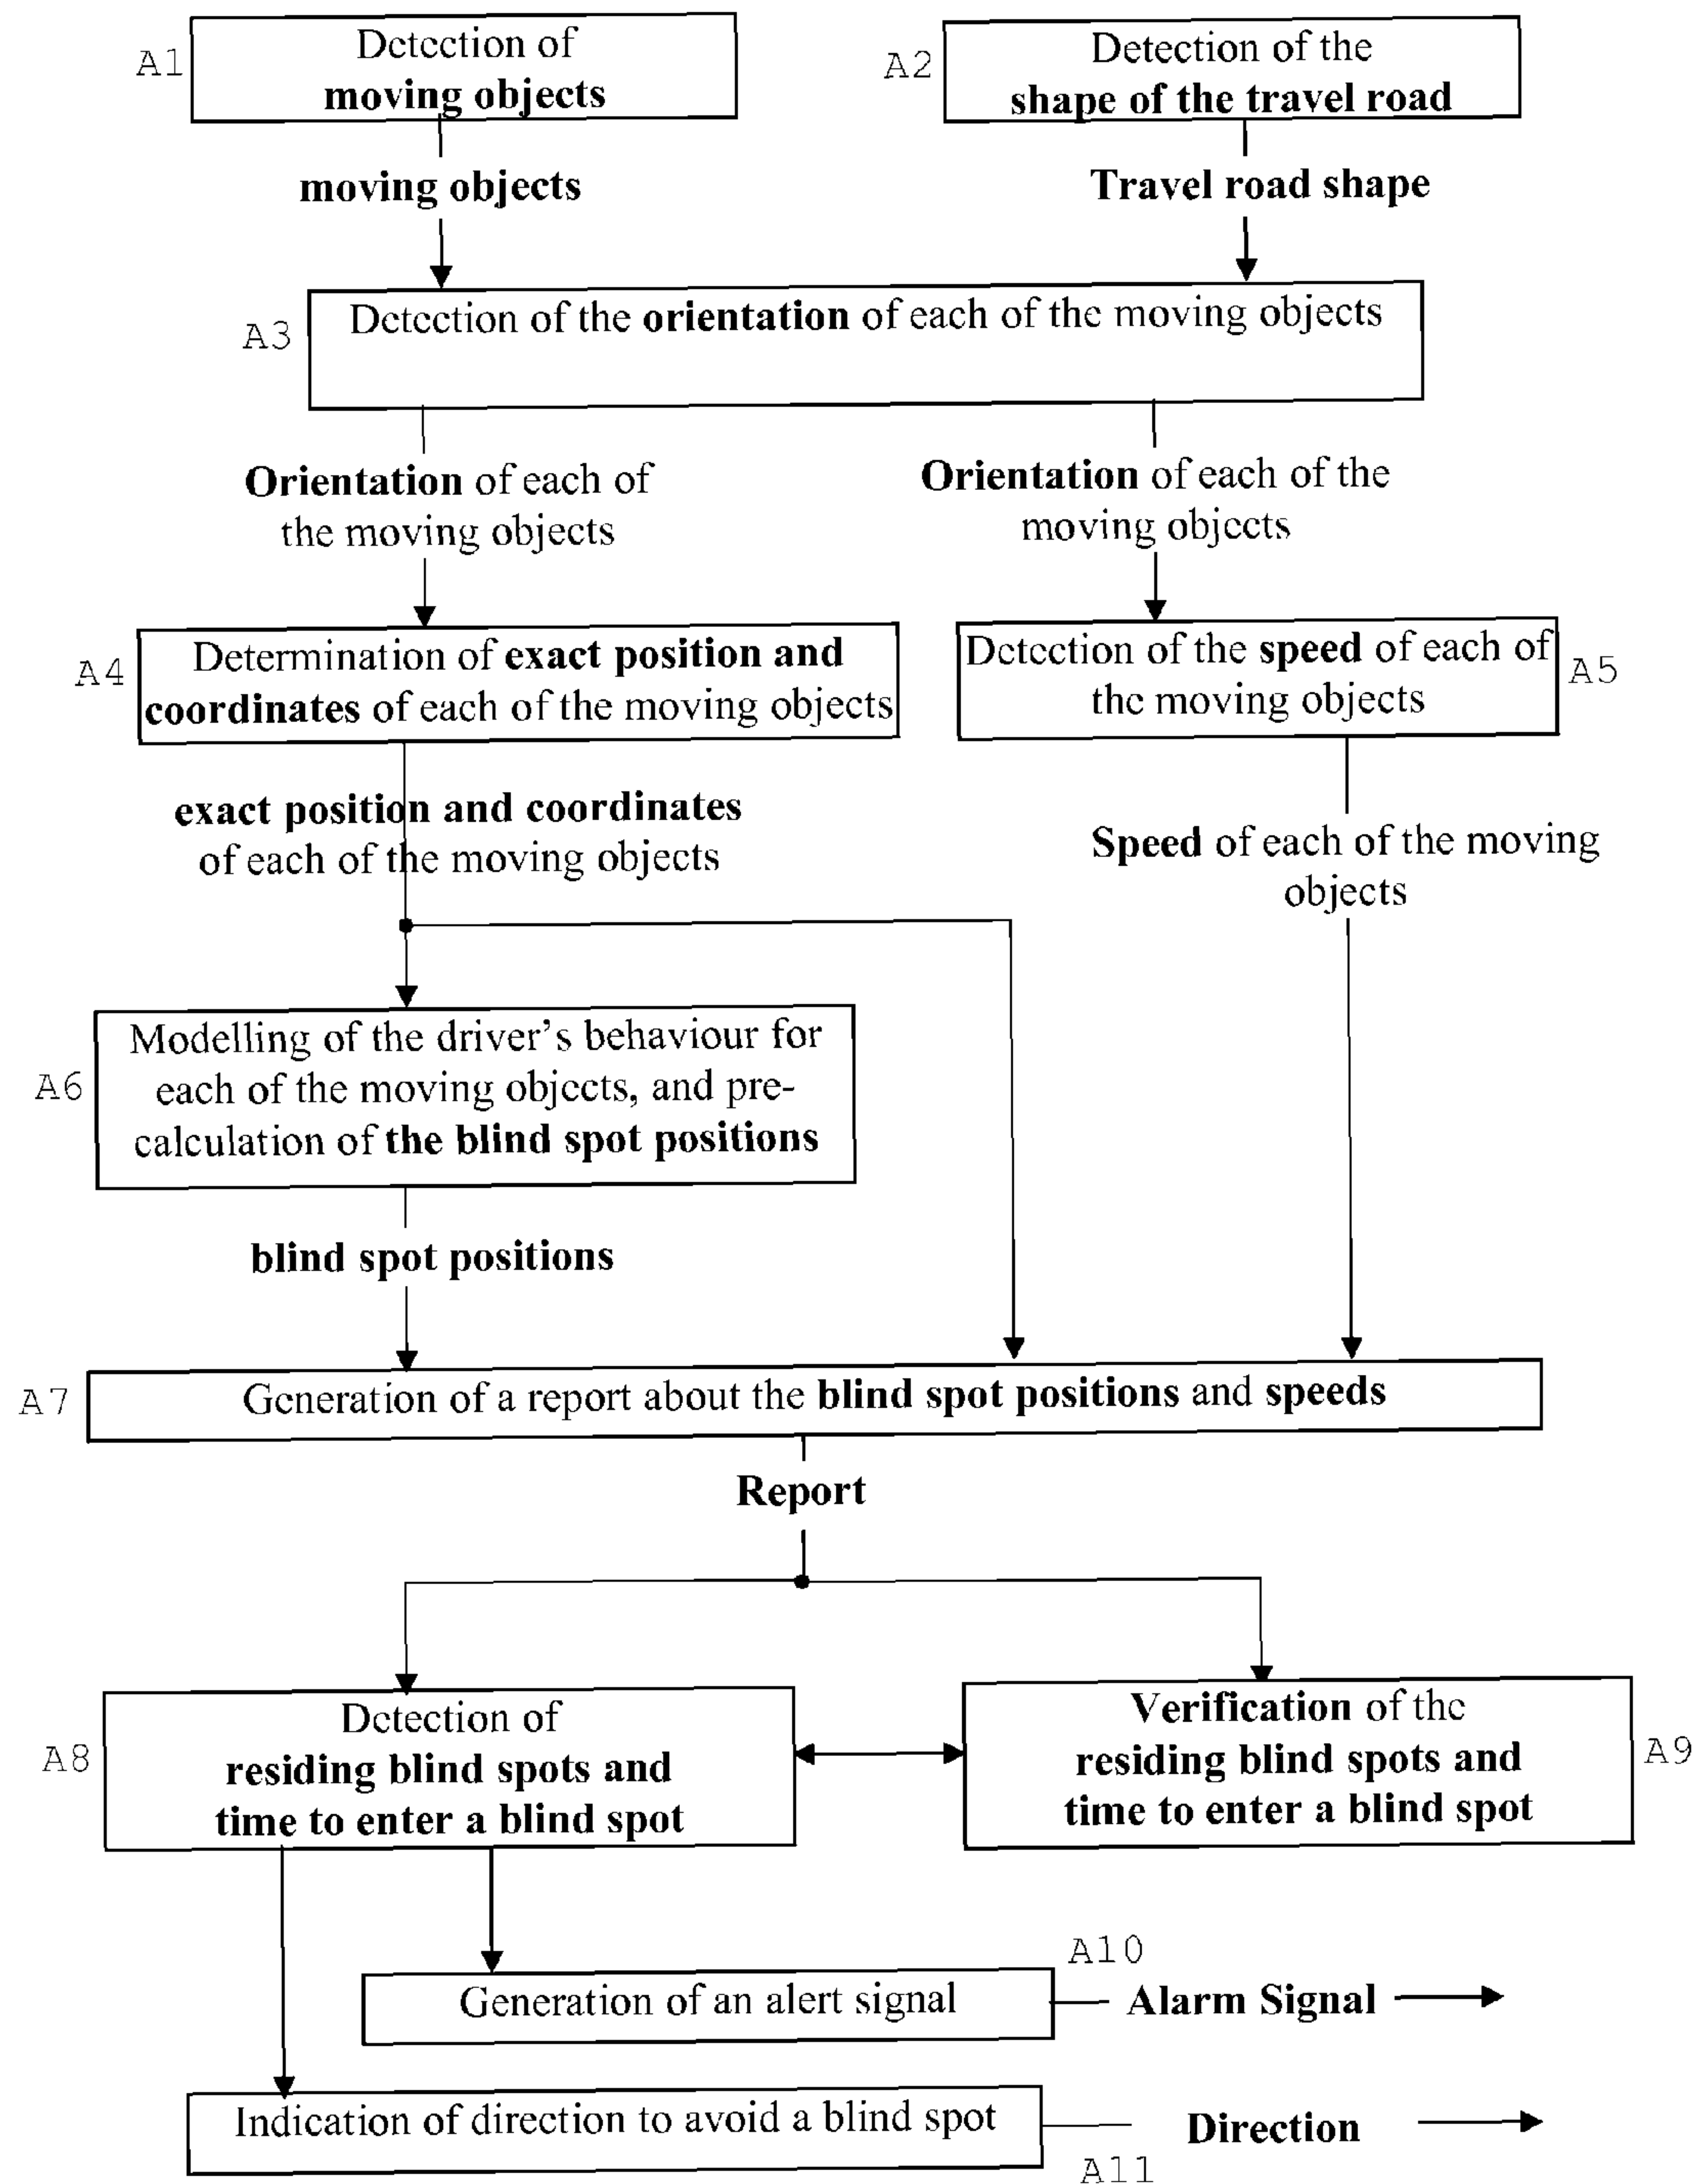 A1
Detection of
moving objects
A2
Detection of the
shape of the travel road
moving objects
Travel road shape
A3
Detection of the orientation of each of the moving objects
Orientation of each of
the moving objects
Orientation of each of the
moving objects
A4
Determination of exact position and
coordinates of each of the moving objects
Detection of the speed of each of
the moving objects
A5
exact position and coordinates
of each of the moving objects
Speed of each of the moving
objects
A6
Modelling of the driver's behaviour for
each of the moving objects, and pre-
calculation of the blind spot positions
blind spot positions
A7
Generation of a report about the blind spot positions and speeds
Report
A8
Detection of
residing blind spots and
time to enter a blind spot
Verification of the
residing blind spots and
time to enter a blind spot
A9
A10
Generation of an alert signal
Alarm Signal
Indication of direction to avoid a blind spot
Direction
A11